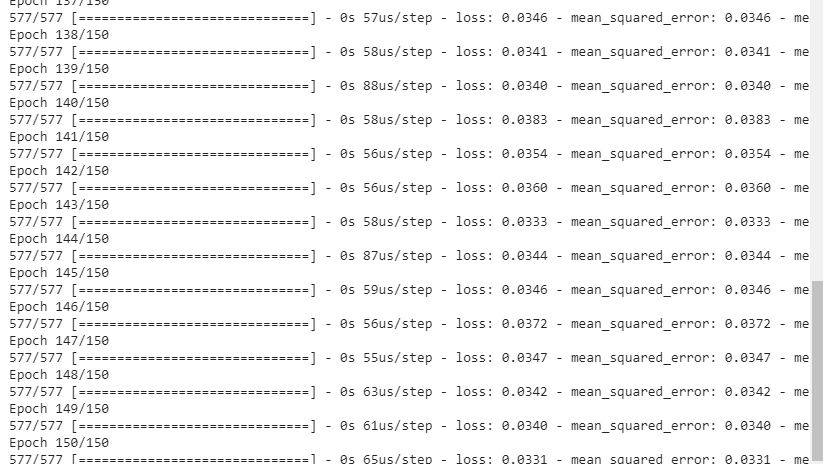 Epoch 137/150
577/577 [==============================] - 0s 57us/step - loss: 0.0346 - mean_squared_error: 0.0346 - me
Epoch 138/150
577/577 [==============================] - 0s 58us/step - loss: 0.0341 - mean_squared_error: 0.0341 - me
Epoch 139/150
577/577 [==============================] - 0s 88us/step - loss: 0.0340 - mean_squared_error: 0.0340 - me
Epoch 140/150
577/577 [==============================] - 0s 58us/step - loss: 0.0383 - mean_squared_error: 0.0383 - me
Epoch 141/150
577/577 [==============================] - 0s 56us/step - loss: 0.0354 - mean_squared_error: 0.0354 - me
Epoch 142/150
577/577 [==============================] - 0s 56us/step - loss: 0.0360 - mean_squared_error: 0.0360 - me
Epoch 143/150
577/577 [==============================] - 0s 58us/step - loss: 0.0333 - mean_squared_error: 0.0333 - me
Epoch 144/150
577/577 [==============================] - 0s 87us/step - loss: 0.0344 - mean_squared_error: 0.0344 - me
Epoch 145/150
577/577 [==============================] - 0s 59us/step - loss: 0.0346 - mean_squared_error: 0.0346 - me
Epoch 146/150
577/577 [==============================] - 0s 56us/step - loss: 0.0372 - mean_squared_error: 0.0372 - me
Epoch 147/150
577/577 [==============================] - 0s 55us/step - loss: 0.0347 - mean_squared_error: 0.0347 - me
Epoch 148/150
577/577 [==============================] - 0s 63us/step - loss: 0.0342 - mean_squared_error: 0.0342 - me
Epoch 149/150
577/577 [==============================] - 0s 61us/step - loss: 0.0340 - mean_squared_error: 0.0340 - me
Epoch 150/150
577/577 [==============================] - 0s 65us/step - loss: 0.0331 - mean_squared_error: 0.0331 - me